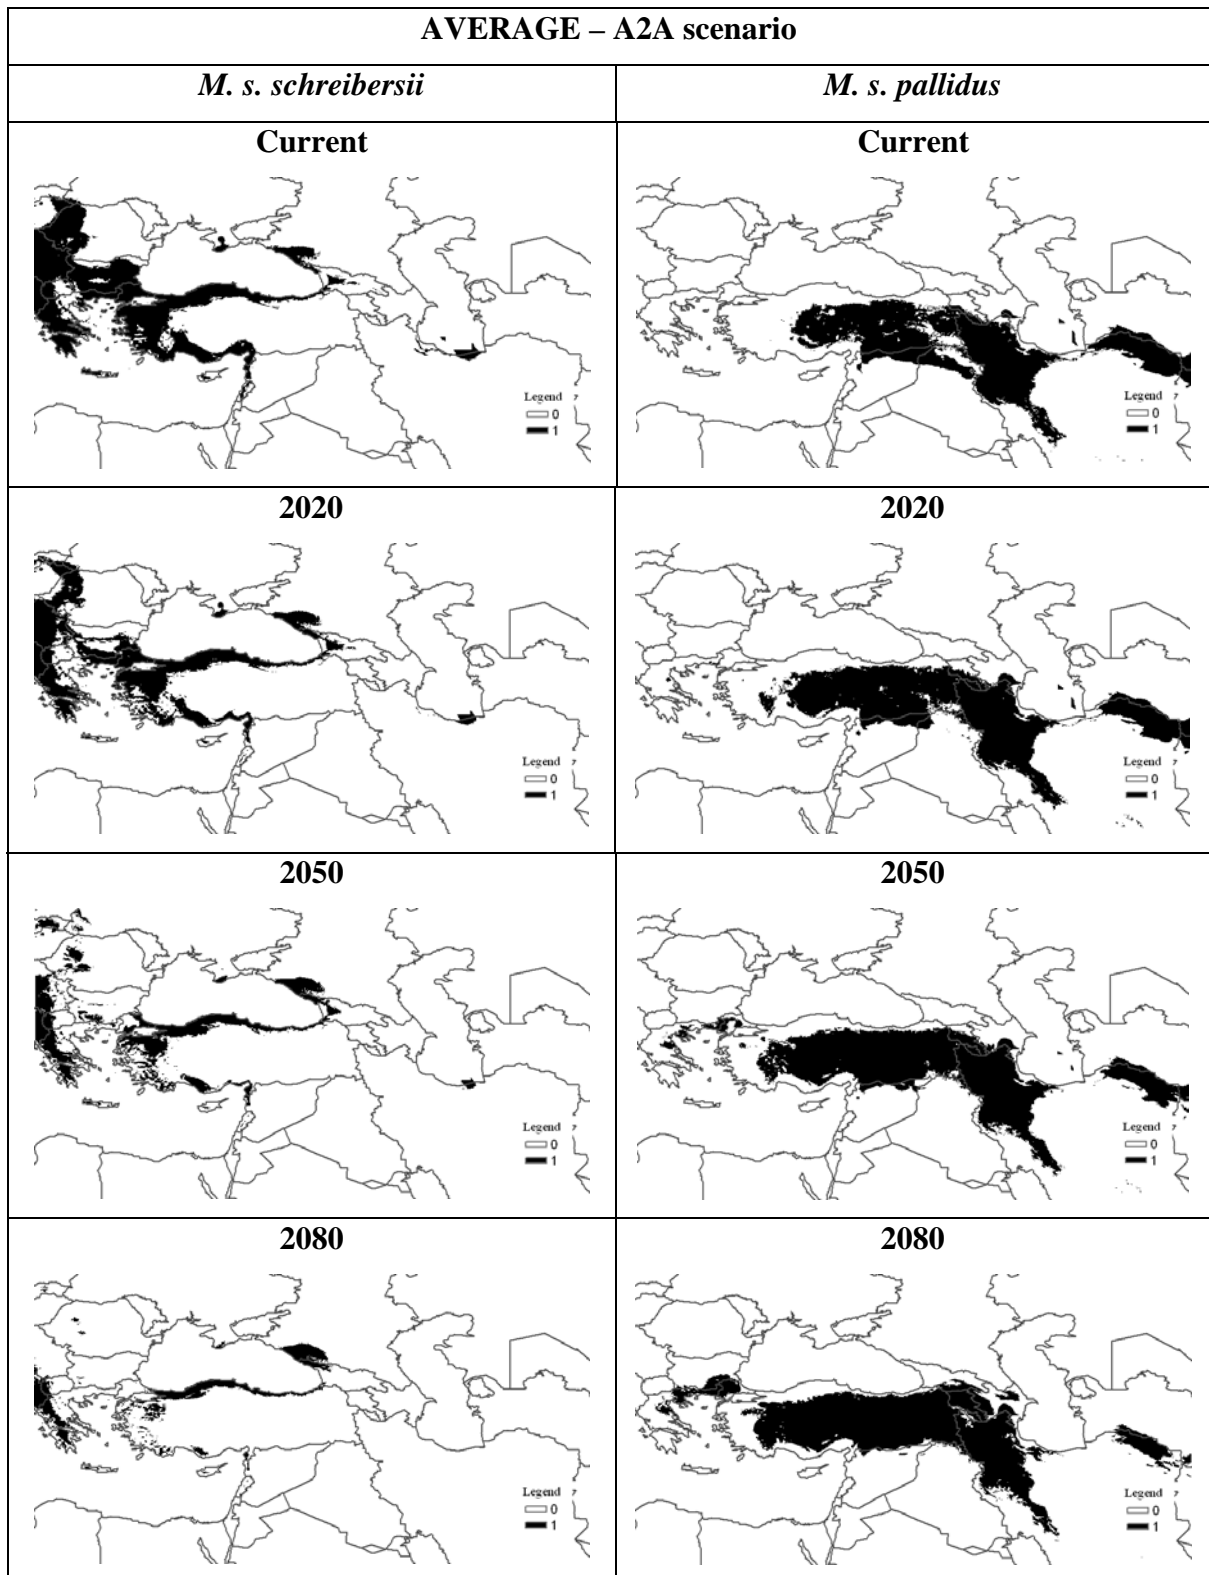 AVERAGE – A2A scenario
M. s. schreibersii
M. s. pallidus
Current
Current
Legend
0
1
Legend
0
1
2020
2020
Legend
0
1
Legend
0
1
2050
2050
Legend
0
1
Legend
0
1
2080
2080
Legend
0
1
Legend
0
1